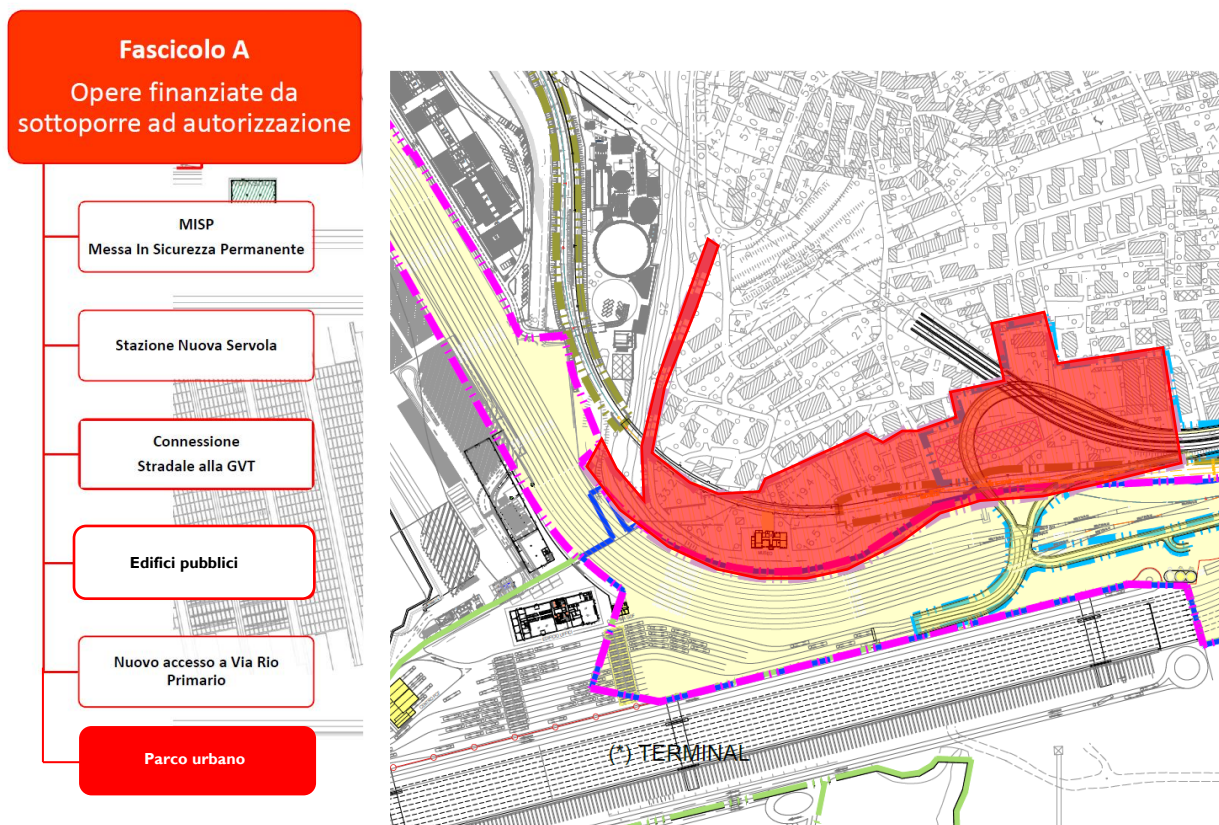 Fascicolo A
Opere finanziate da
sottoporre ad autorizzazione
MISP
Messa In Sicurezza Permanente
Stazione Nuova Servola
Connessione
Stradale alla GVT
Edifici pubblici
Nuovo accesso a Via Rio
Primario
Parco urbano
(*) TERMINAL